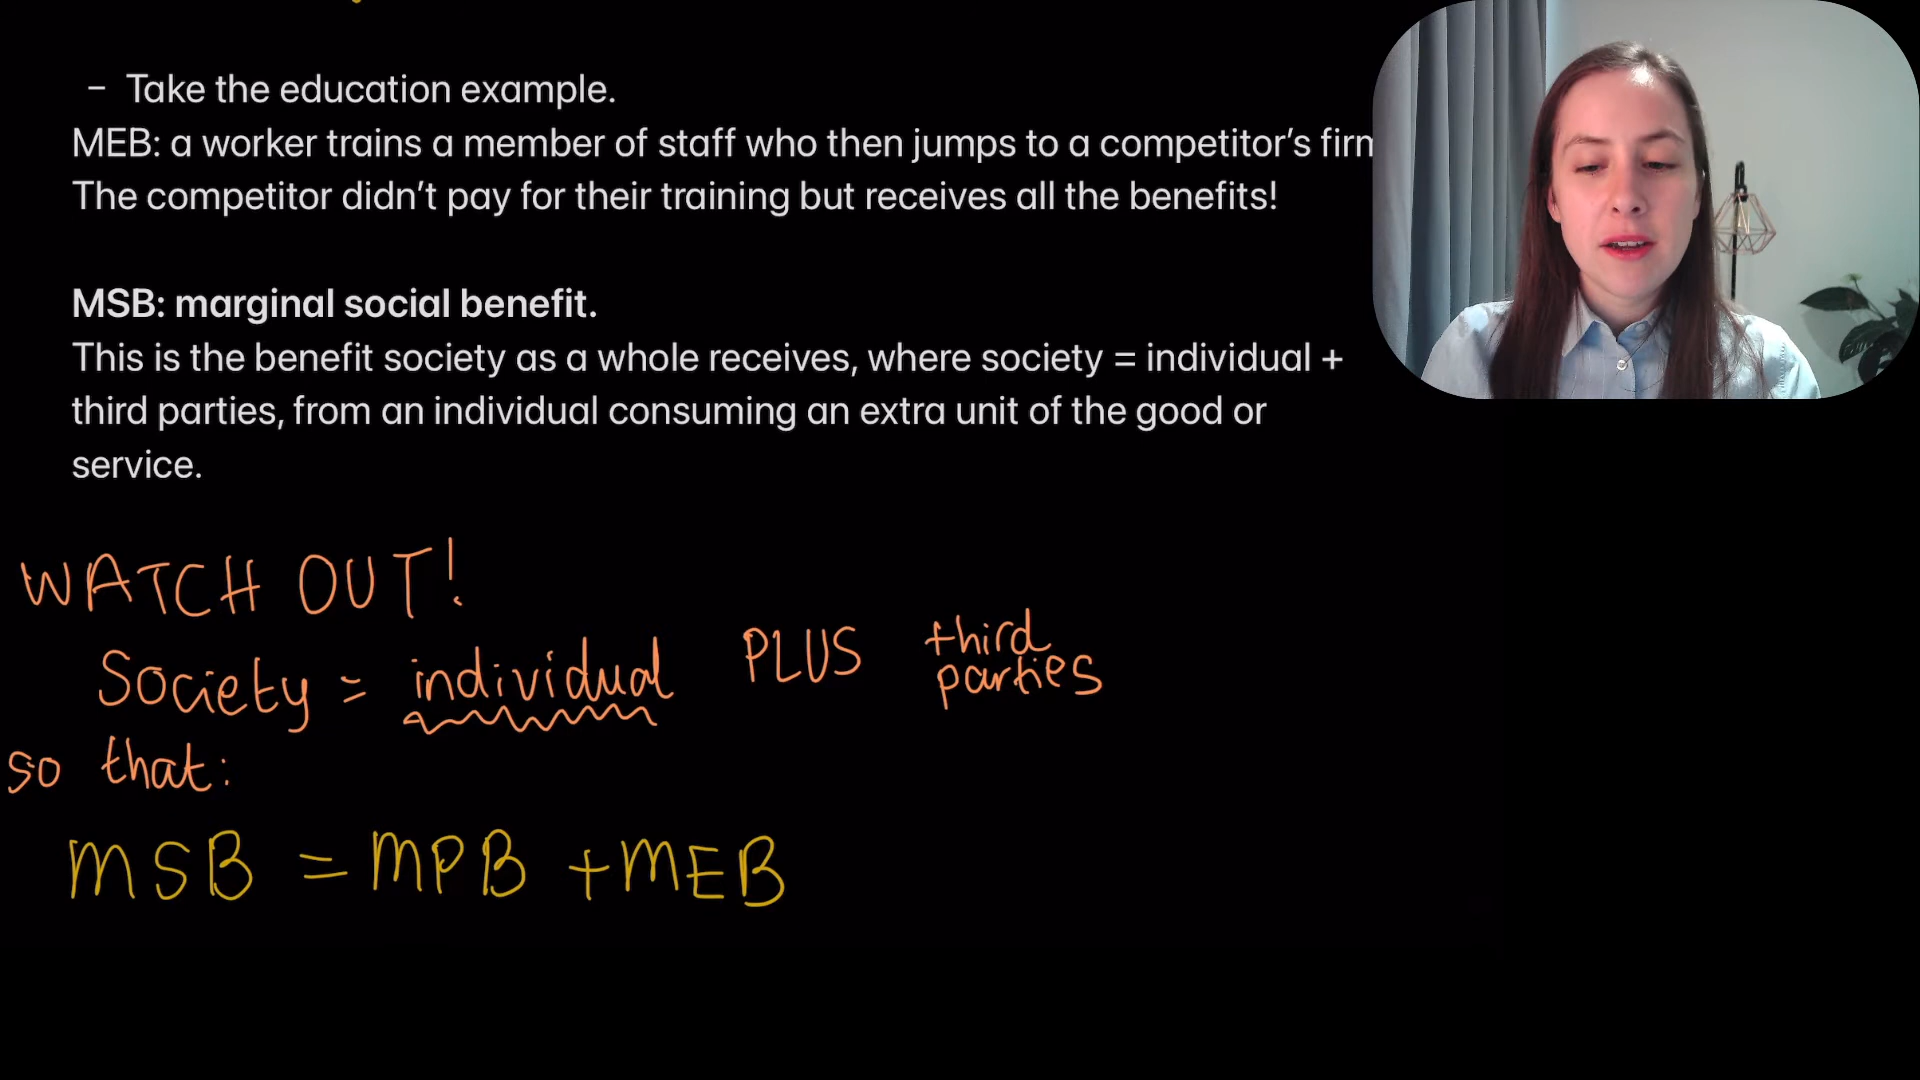 – Take the education example.
MEB: a worker trains a member of staff who then jumps to a competitor's firm
The competitor didn't pay for their training but receives all the benefits!
MSB: marginal social benefit.
This is the benefit society as a whole receives, where society = individual +
third parties, from an individual consuming an extra unit of the good or
service.
WATCH OUT!
Society = individual PLUS third parties
so that:
MSB = MPB + MEB